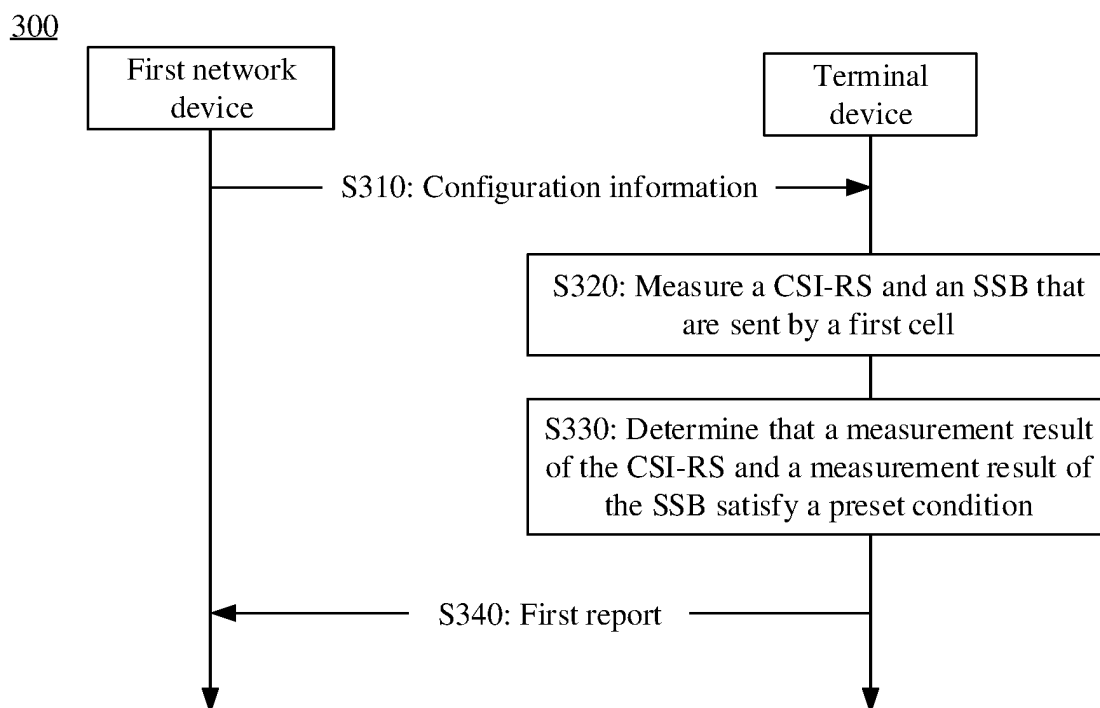 300
First network
device
Terminal
device
S310: Configuration information
S320: Measure a CSI-RS and an SSB that
are sent by a first cell
S330: Determine that a measurement result
of the CSI-RS and a measurement result of
the SSB satisfy a preset condition
S340: First report